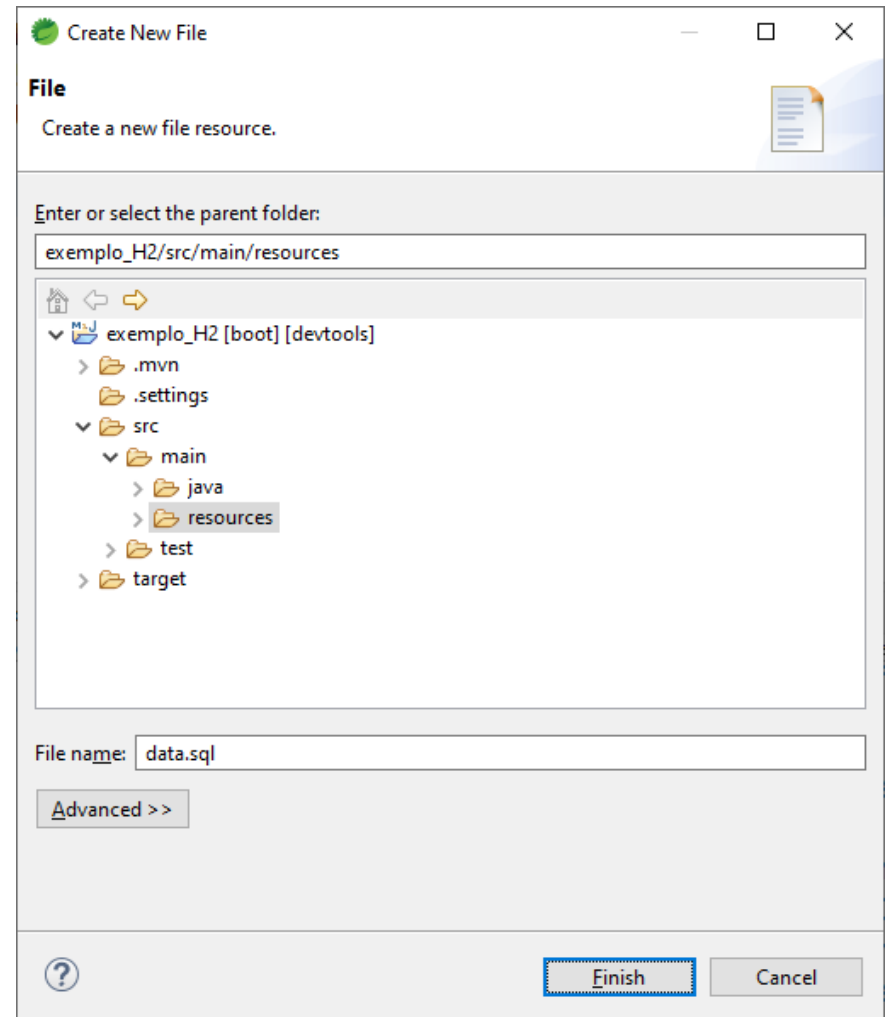 Create New File
File
Create a new file resource.
Enter or select the parent folder:
exemplo_H2/src/main/resources
exemplo_H2 [boot] [devtools]
.mvn
.settings
src
main
java
resources
test
target
File name: data.sql
Advanced >>
Finish Cancel